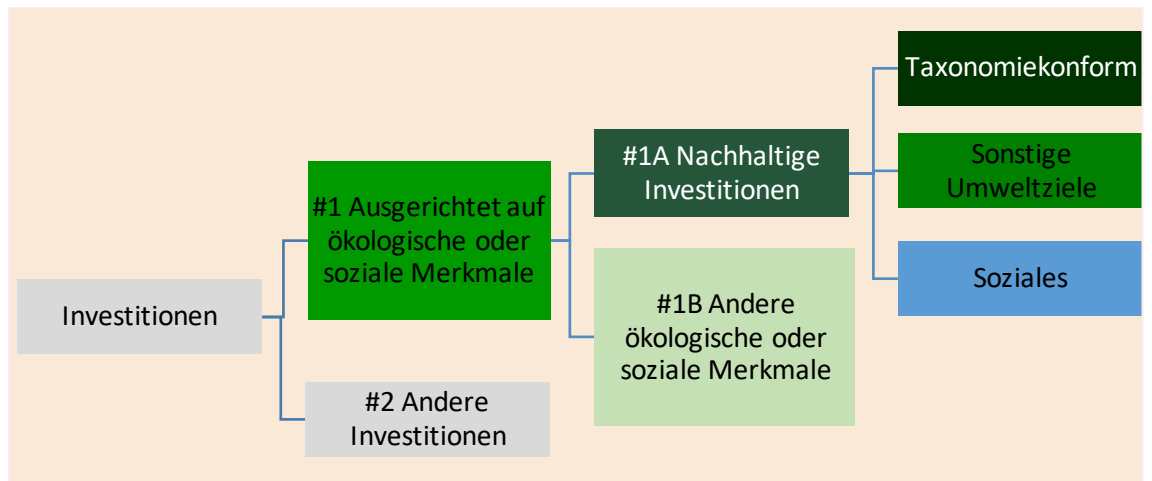 Investitionen
#1 Ausgerichtet auf
ökologische oder
soziale Merkmale
#2 Andere
Investitionen
#1A Nachhaltige
Investitionen
#1B Andere
ökologische oder
soziale Merkmale
Taxonomiekonform
Sonstige
Umweltziele
Soziales